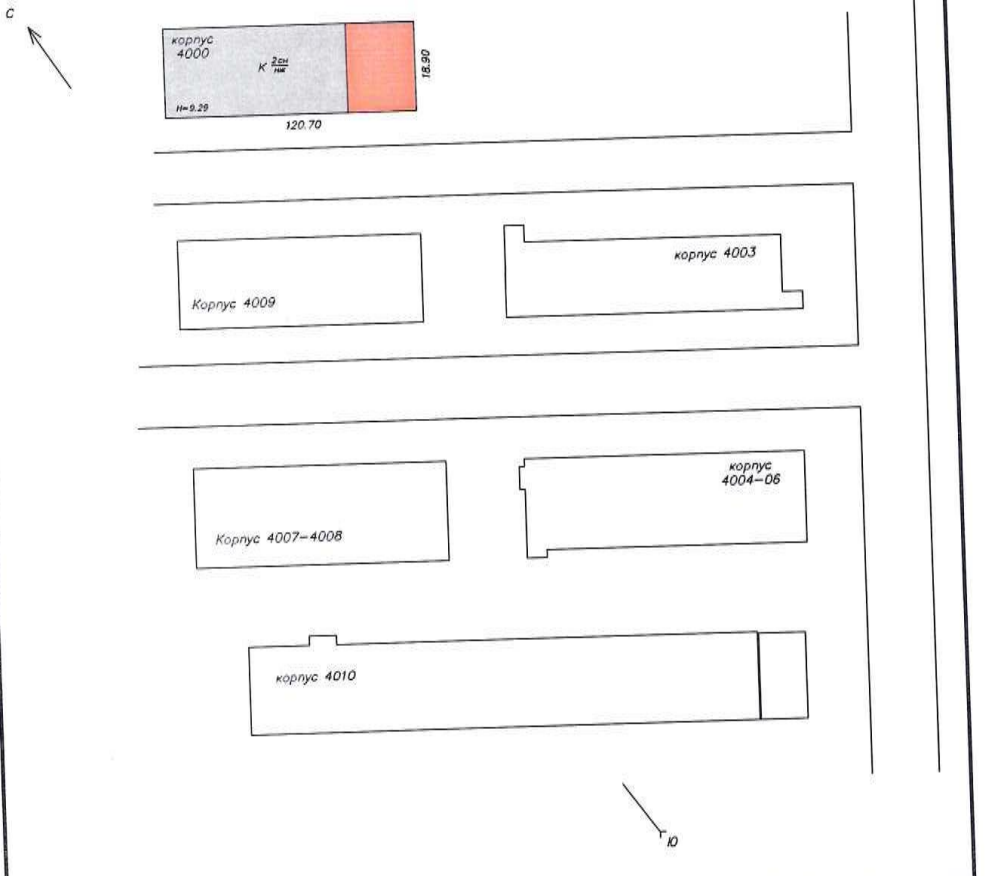 С
корпус
4000
К 2сн/нж
Н=9.29
18.90
120.70
корпус 4003
Корпус 4009
корпус
4004-06
Корпус 4007-4008
корпус 4010
Ю